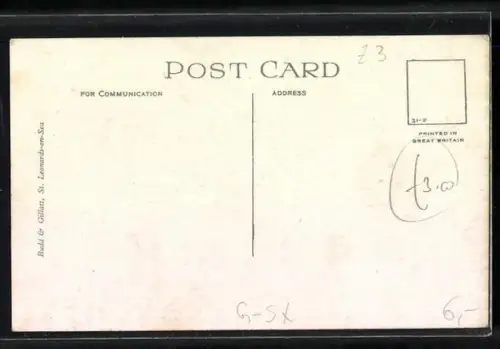 23
POST CARD
FOR COMMUNICATION
ADDRESS
21-P
PRINTED IN
GREAT BRITAIN
Budd & Gillatt, St. Leonards-on-Sea
£3.00
G-SX
6,-